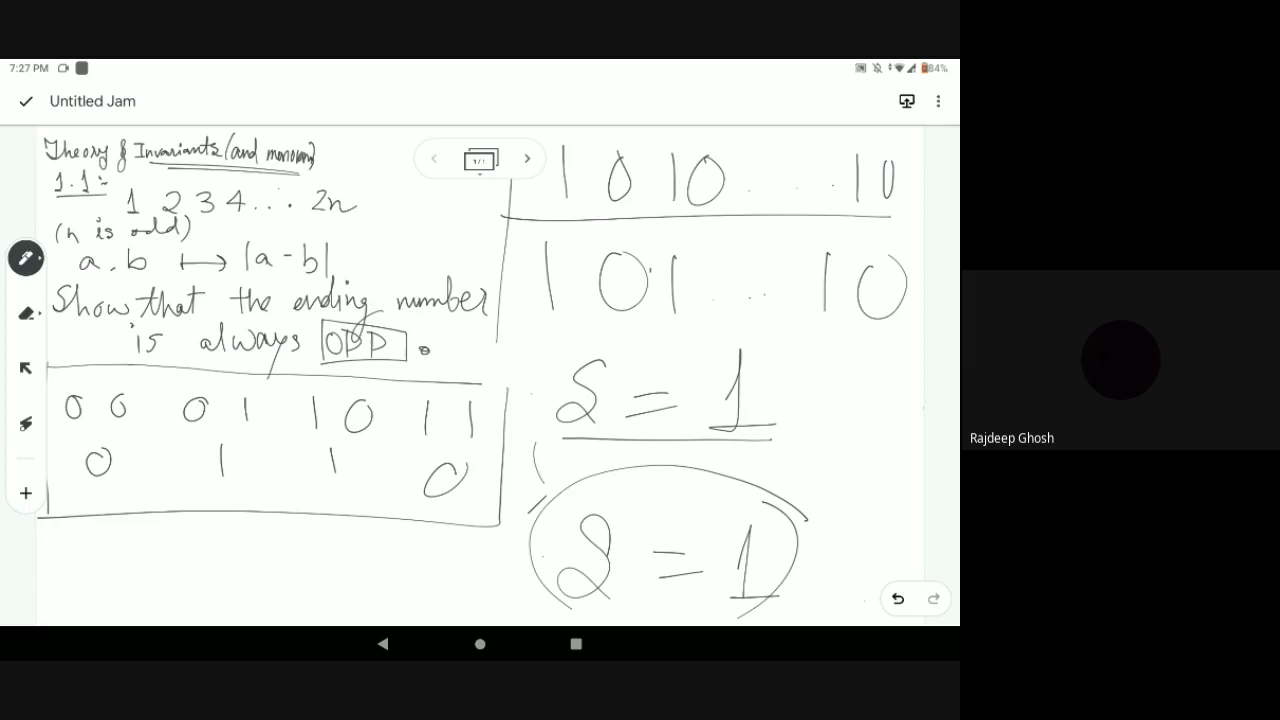 7:27 PM
84%
Untitled Jam
Theory of Invariants (and
1/1
1.1:-
1 2 3 4 ... 2n
(n is odd)
a, b ↦ |a - b|
Show that the ending number
is always ODD.
0 0 0 1 1 0 1 1
0 1 1 0
1 0 1 0 ... 1 0
1 0 1 ... 1 0
S = 1
S = 1
Rajdeep Ghosh